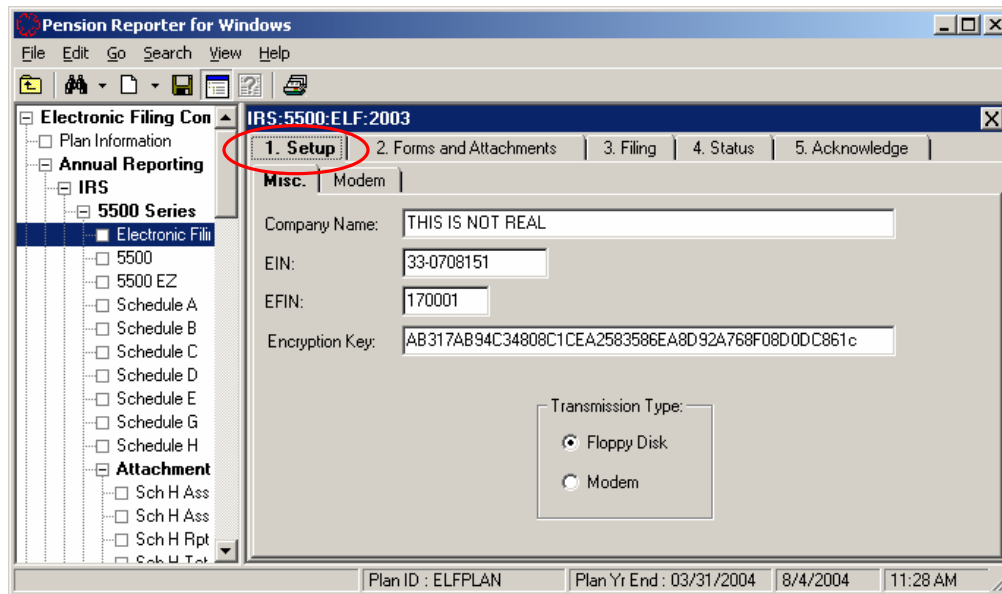 Pension Reporter for Windows
File Edit Go Search View Help
Electronic Filing Con
Plan Information
Annual Reporting
IRS
5500 Series
Electronic Filin
5500
5500 EZ
Schedule A
Schedule B
Schedule C
Schedule D
Schedule E
Schedule G
Schedule H
Attachment
Sch H Ass
Sch H Ass
Sch H Rpt
Sch H Tot
IRS:5500:ELF:2003
1. Setup 2. Forms and Attachments 3. Filing 4. Status 5. Acknowledge
Misc. Modem
Company Name: THIS IS NOT REAL
EIN: 33-0708151
EFIN: 170001
Encryption Key: AB317AB94C34808C1CEA2583586EA8D92A768F08D0DC861c
Transmission Type:
Floppy Disk
Modem
Plan ID : ELFPLAN Plan Yr End : 03/31/2004 8/4/2004 11:28 AM